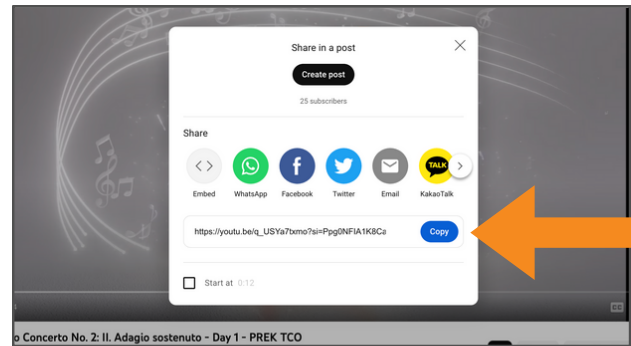 Share in a post
Create post
25 subscribers
Share
Embed WhatsApp Facebook Twitter Email KakaoTalk
TALK
https://youtu.be/q_USYa7txmo?si=Ppg0NFIA1K8Ca Copy
Start at 0:12
CC
o Concerto No. 2: II. Adagio sostenuto - Day 1 - PREK TCO